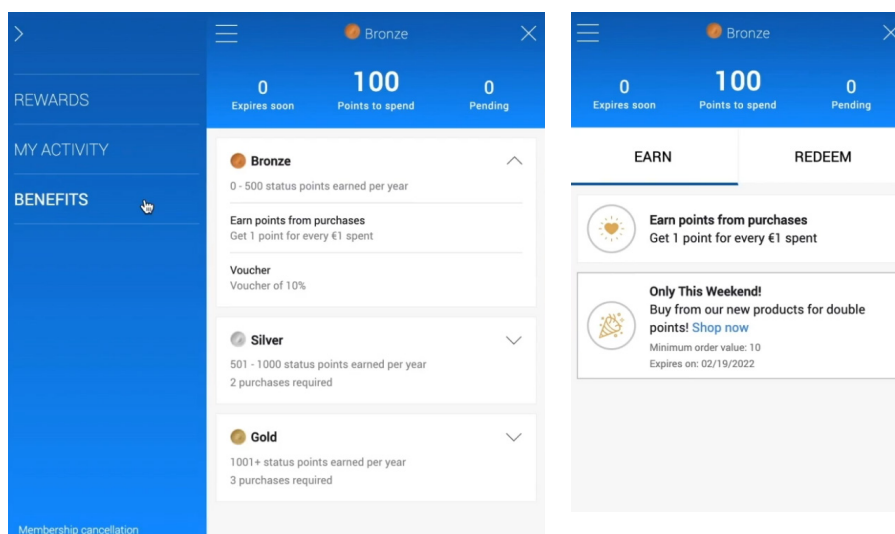 REWARDS
MY ACTIVITY
BENEFITS
Membership cancellation
Bronze
0
Expires soon
100
Points to spend
0
Pending
Bronze
0 - 500 status points earned per year
Earn points from purchases
Get 1 point for every €1 spent
Voucher
Voucher of 10%
Silver
501 - 1000 status points earned per year
2 purchases required
Gold
1001+ status points earned per year
3 purchases required
Bronze
0
Expires soon
100
Points to spend
0
Pending
EARN
REDEEM
Earn points from purchases
Get 1 point for every €1 spent
Only This Weekend!
Buy from our new products for double
points! Shop now
Minimum order value: 10
Expires on: 02/19/2022